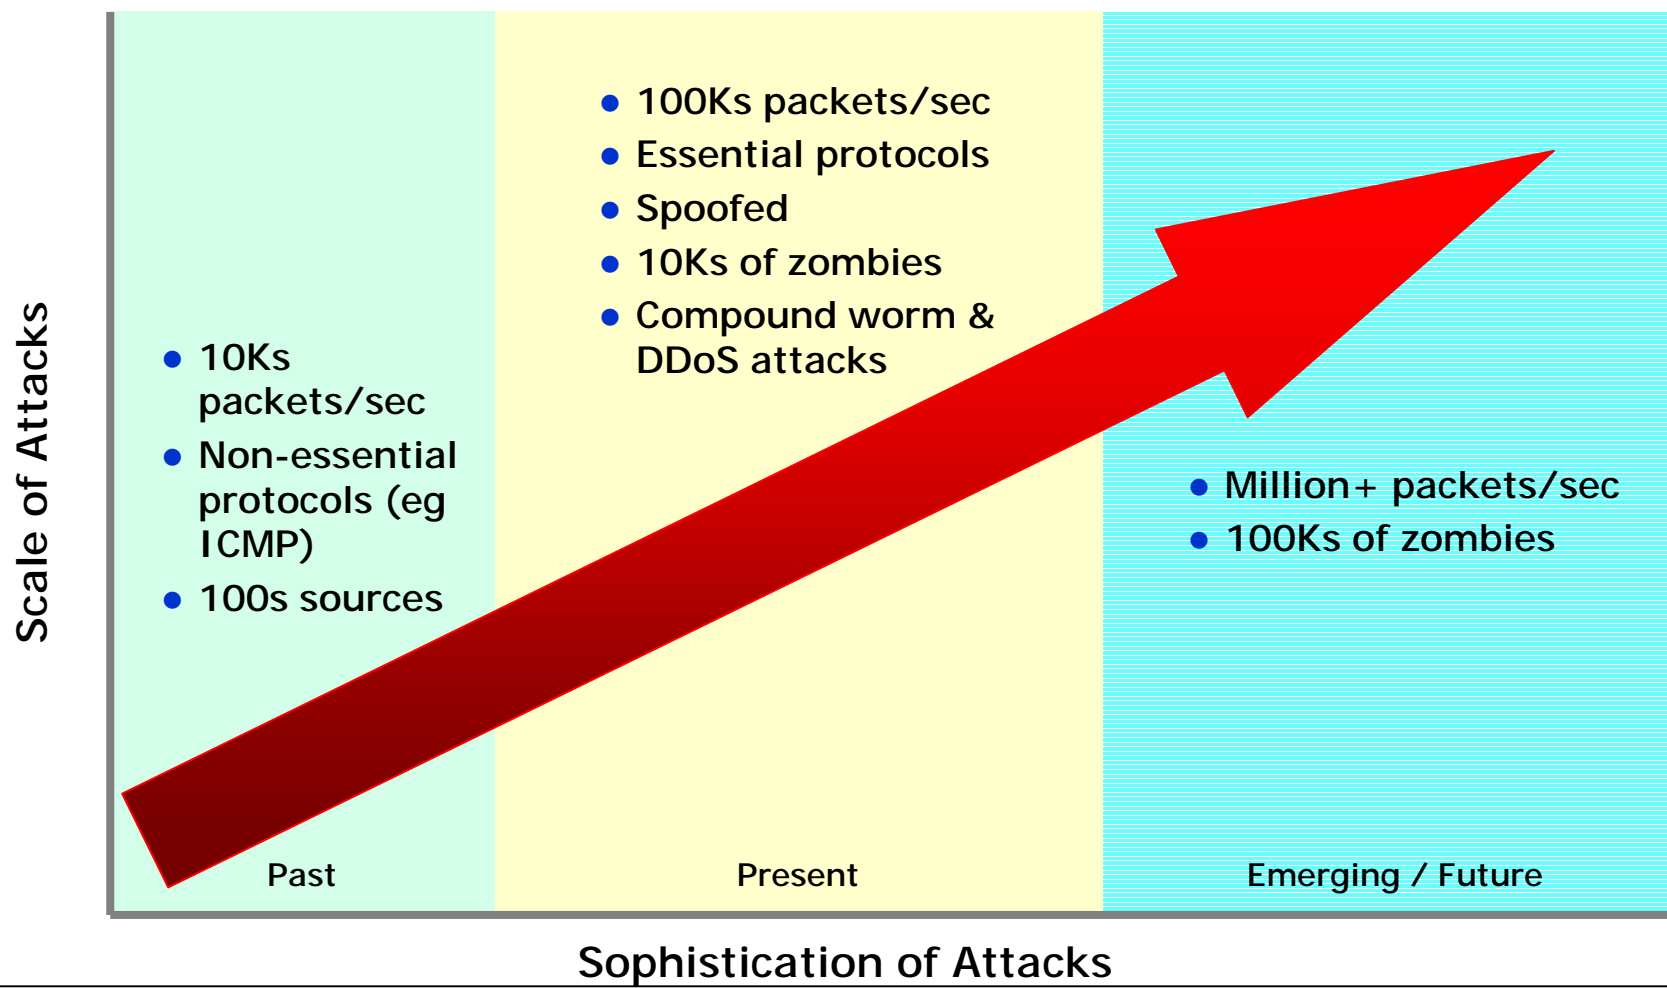 Scale of Attacks
10Ks
packets/sec
Non-essential
protocols (eg
ICMP)
100s sources
Past
100Ks packets/sec
Essential protocols
Spoofed
10Ks of zombies
Compound worm &
DDoS attacks
Present
Million+ packets/sec
100Ks of zombies
Emerging / Future
Sophistication of Attacks